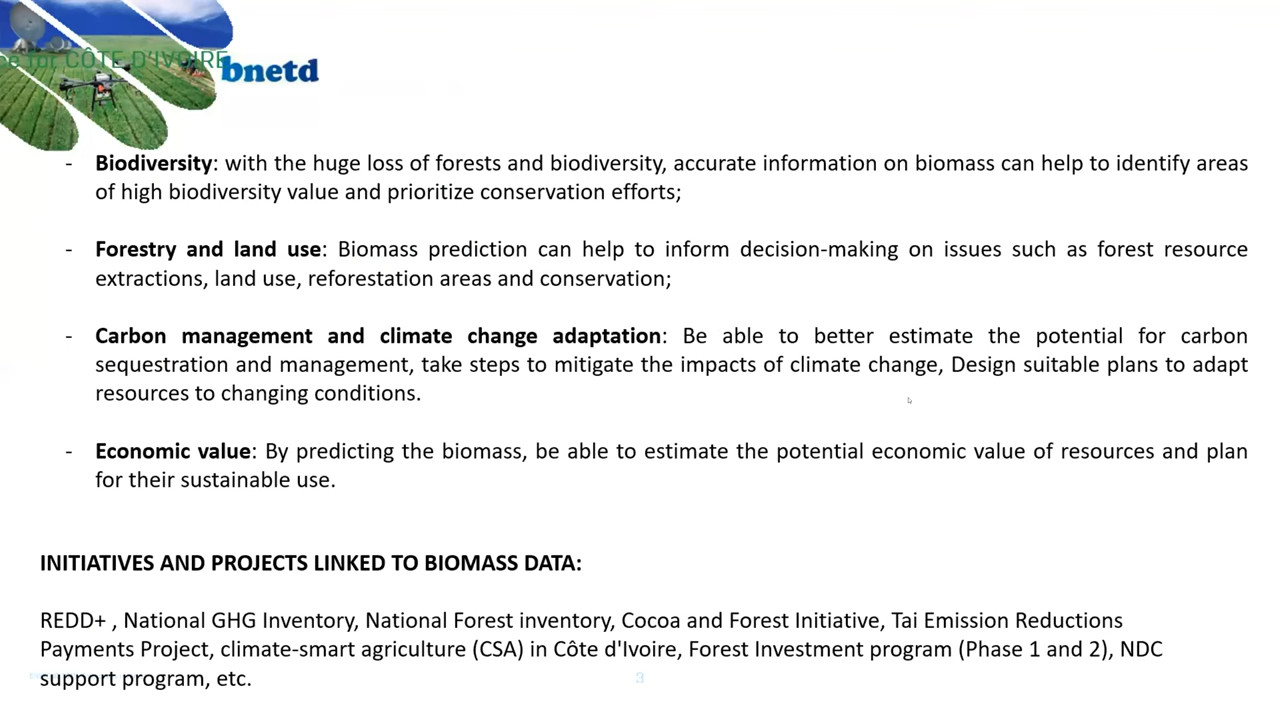 e for CÔTE D'IVOIRE
bnetd
- Biodiversity: with the huge loss of forests and biodiversity, accurate information on biomass can help to identify areas
of high biodiversity value and prioritize conservation efforts;
- Forestry and land use: Biomass prediction can help to inform decision-making on issues such as forest resource
extractions, land use, reforestation areas and conservation;
- Carbon management and climate change adaptation: Be able to better estimate the potential for carbon
sequestration and management, take steps to mitigate the impacts of climate change, Design suitable plans to adapt
resources to changing conditions.
- Economic value: By predicting the biomass, be able to estimate the potential economic value of resources and plan
for their sustainable use.
INITIATIVES AND PROJECTS LINKED TO BIOMASS DATA:
REDD+ , National GHG Inventory, National Forest inventory, Cocoa and Forest Initiative, Tai Emission Reductions
Payments Project, climate-smart agriculture (CSA) in Côte d'Ivoire, Forest Investment program (Phase 1 and 2), NDC
support program, etc.
3